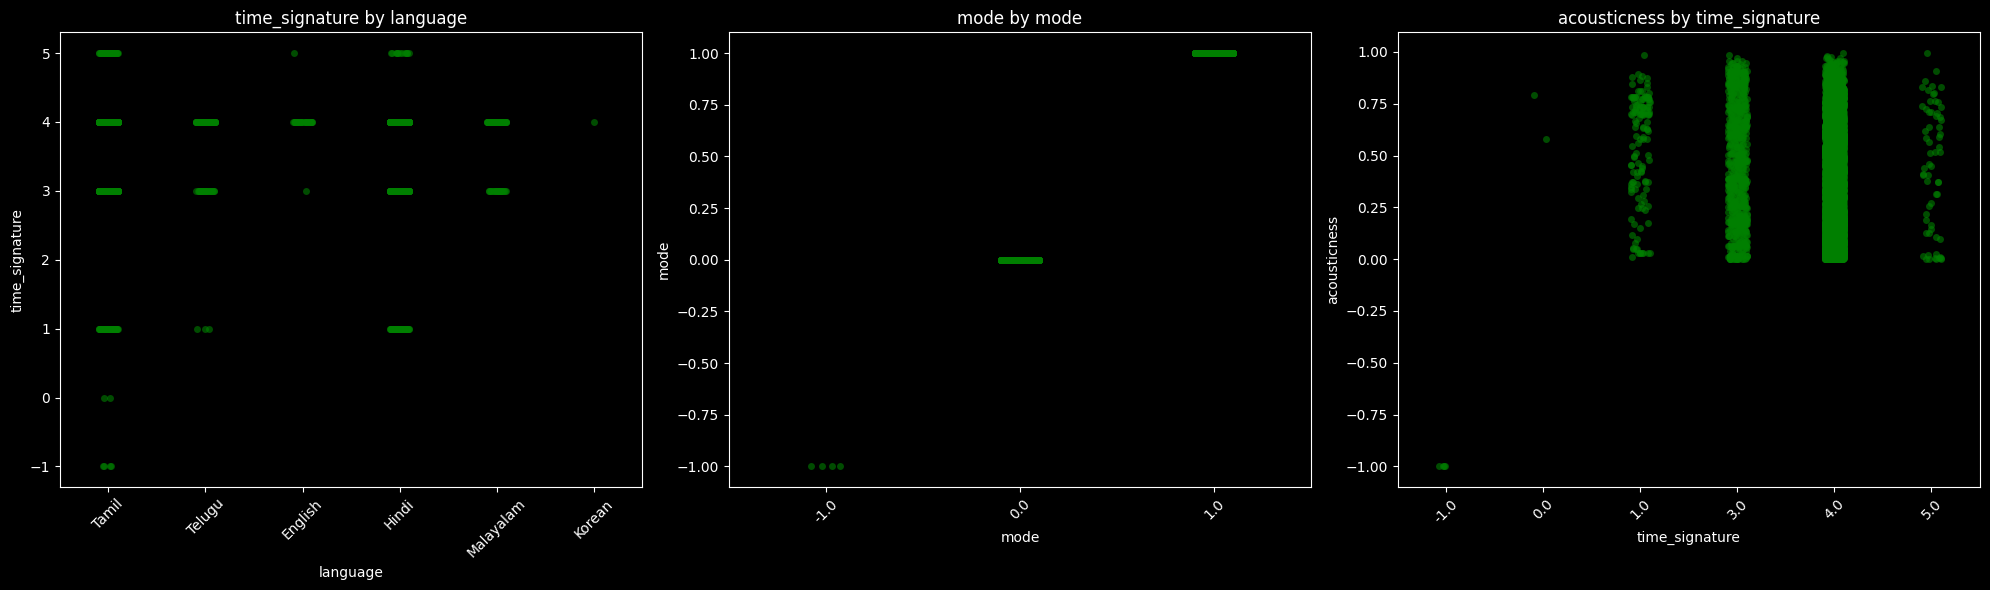 time_signature by language
time_signature
5
4
3
2
1
0
−1
Tamil
Telugu
English
Hindi
Malayalam
Korean
language
mode by mode
mode
1.00
0.75
0.50
0.25
0.00
−0.25
−0.50
−0.75
−1.00
-1.0
0.0
1.0
mode
acousticness by time_signature
acousticness
1.00
0.75
0.50
0.25
0.00
−0.25
−0.50
−0.75
−1.00
-1.0
0.0
1.0
3.0
4.0
5.0
time_signature